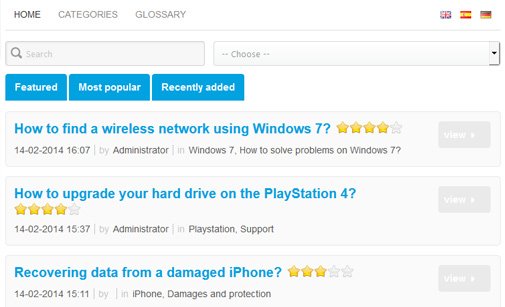 HOME CATEGORIES GLOSSARY
Search -- Choose --
Featured Most popular Recently added
How to find a wireless network using Windows 7?
view
14-02-2014 16:07 | by Administrator | in Windows 7, How to solve problems on Windows 7?
How to upgrade your hard drive on the PlayStation 4?
view
14-02-2014 15:37 | by Administrator | in Playstation, Support
Recovering data from a damaged iPhone?
view
14-02-2014 15:11 | by | in iPhone, Damages and protection